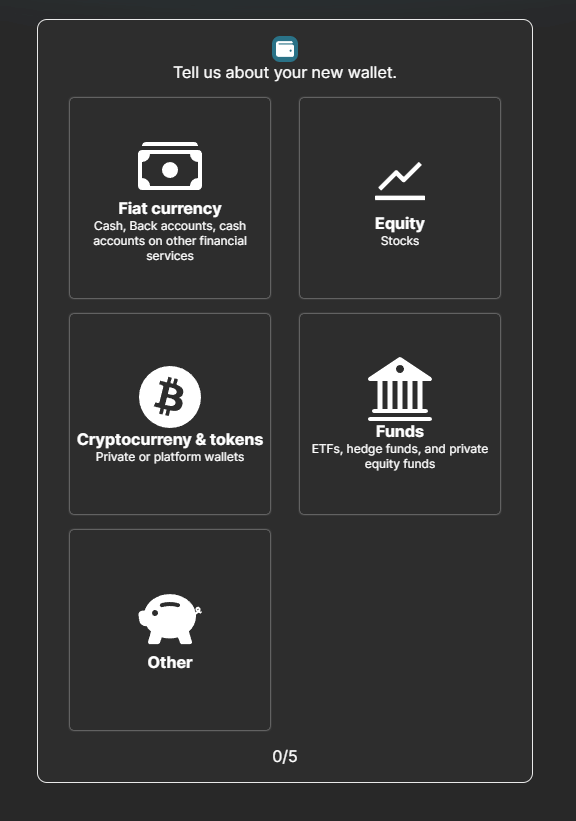 Tell us about your new wallet.
Fiat currency
Cash, Back accounts, cash
accounts on other financial
services
Equity
Stocks
Cryptocurreny & tokens
Private or platform wallets
Funds
ETFs, hedge funds, and private
equity funds
Other
0/5